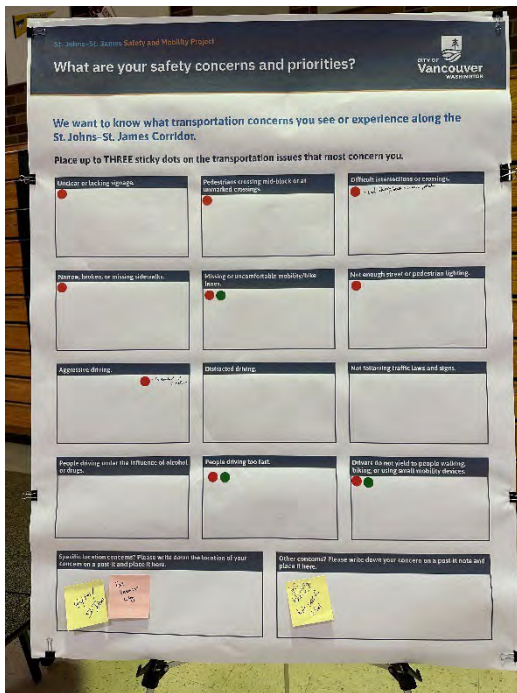 St. Johns–St. James Safety and Mobility Project
What are your safety concerns and priorities?
CITY OF
Vancouver
WASHINGTON
We want to know what transportation concerns you see or experience along the
St. Johns–St. James Corridor.
Place up to THREE sticky dots on the transportation issues that most concern you.
Unclear or lacking signage.
Pedestrians crossing mid-block or at
unmarked crossings.
Difficult intersections or crossings.
Narrow, broken, or missing sidewalks.
Missing or uncomfortable mobility/bike
lanes.
Not enough street or pedestrian lighting.
Aggressive driving.
Distracted driving.
Not following traffic laws and signs.
People driving under the influence of alcohol
or drugs.
People driving too fast.
Drivers do not yield to people walking,
biking, or using small mobility devices.
Specific location concerns? Please write down the location of your
concern on a post-it and place it here.
Other concerns? Please write down your concern on a post-it note and
place it here.